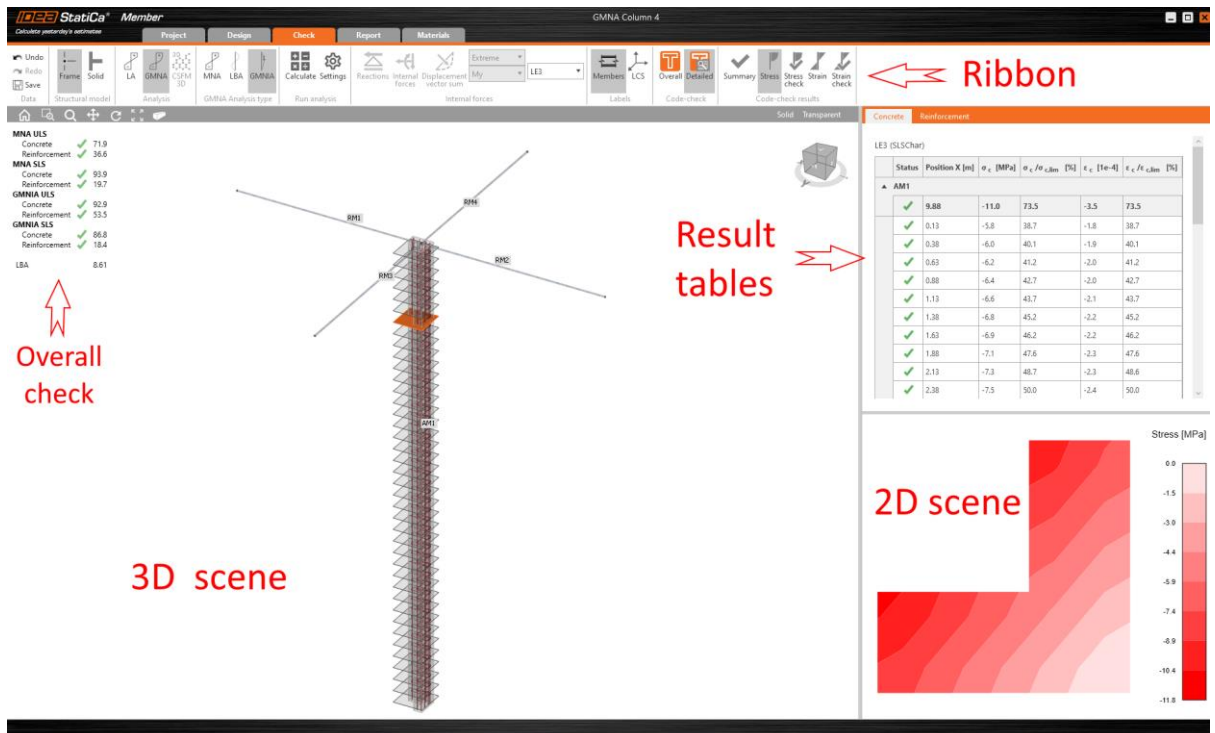 IDEA StatiCa® Member
GMNA Column 4
Calculate yesterday's estimates
Project Design Check Report Materials
Undo
Redo
Save
Data
Frame Solid
Structural model
LA GMNA CSFM 3D
Analysis
MNA LBA GMNIA
GMNA Analysis type
Calculate Settings
Run analysis
Reactions Internal forces Displacement vector sum
Extreme
My
LE3
Internal forces
Members LCS
Labels
Overall Detailed
Code-check
Summary Stress Stress check Strain Strain check
Code-check results
Ribbon
Solid Transparent
MNA ULS
Concrete 71.9
Reinforcement 36.6
MNA SLS
Concrete 93.9
Reinforcement 19.7
GMNIA ULS
Concrete 92.9
Reinforcement 53.5
GMNIA SLS
Concrete 86.8
Reinforcement 18.4
LBA 8.61
Overall
check
RM1
RM4
RM2
RM3
AM1
3D scene
Result
tables
Concrete Reinforcement
LE3 (SLSChar)
Status Position X [m] σ c [MPa] σ c /σ c,lim [%] ε c [1e-4] ε c /ε c,lim [%]
AM1
9.88 -11.0 73.5 -3.5 73.5
0.13 -5.8 38.7 -1.8 38.7
0.38 -6.0 40.1 -1.9 40.1
0.63 -6.2 41.2 -2.0 41.2
0.88 -6.4 42.7 -2.0 42.7
1.13 -6.6 43.7 -2.1 43.7
1.38 -6.8 45.2 -2.2 45.2
1.63 -6.9 46.2 -2.2 46.2
1.88 -7.1 47.6 -2.3 47.6
2.13 -7.3 48.7 -2.3 48.6
2.38 -7.5 50.0 -2.4 50.0
2D scene
Stress [MPa]
0.0
-1.5
-3.0
-4.4
-5.9
-7.4
-8.9
-10.4
-11.8